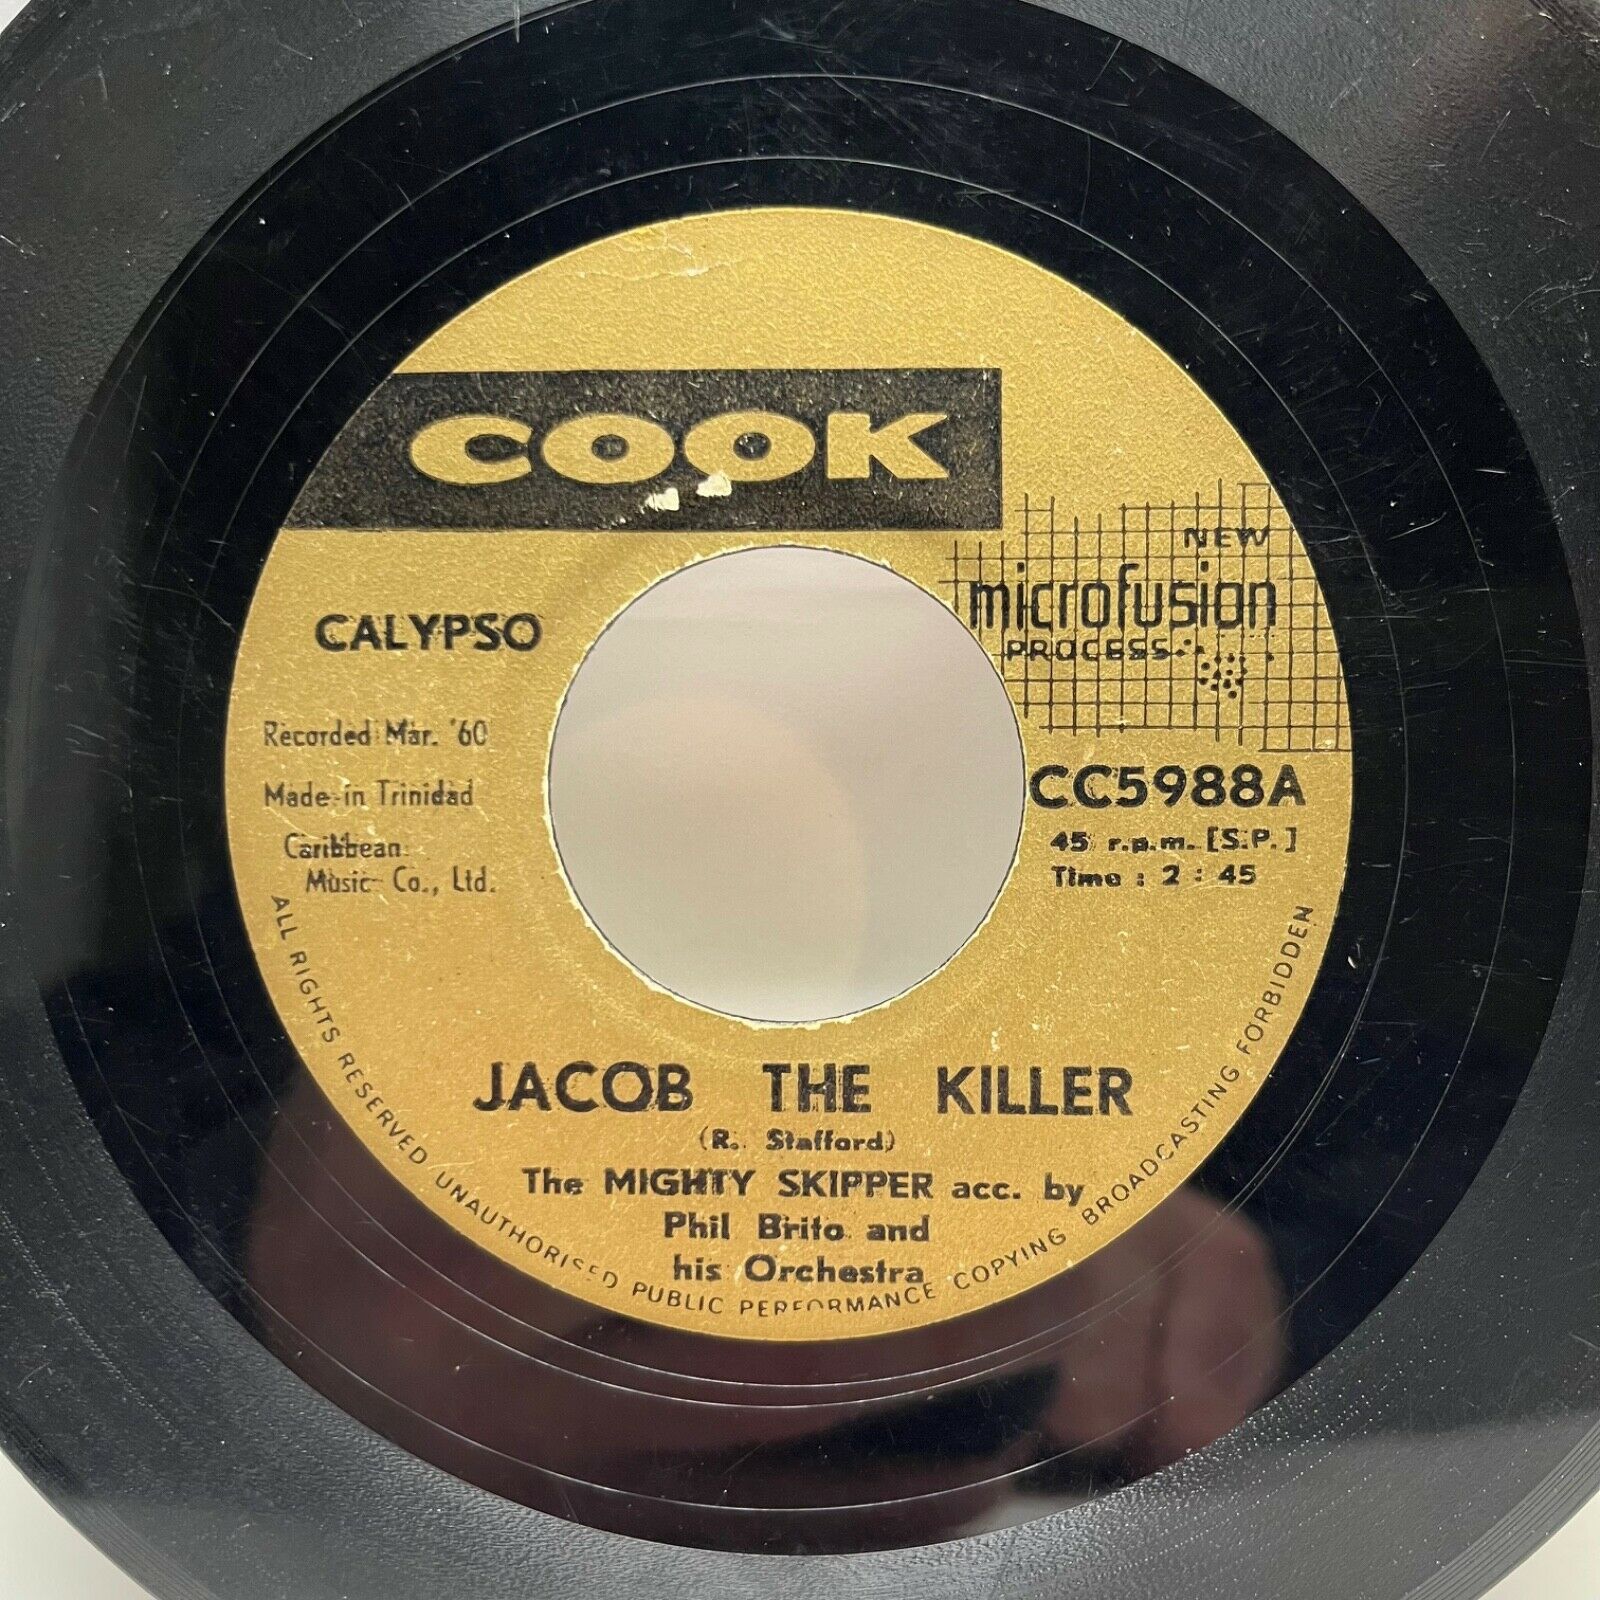 COOK
NEW
microfusion
PROCESS
CALYPSO
Recorded Mar. '60
Made in Trinidad
Caribbean
Music Co., Ltd.
CC5988A
45 r.p.m. [S.P.]
Time : 2 : 45
JACOB THE KILLER
(R. Stafford)
The MIGHTY SKIPPER acc. by
Phil Brito and
his Orchestra
ALL RIGHTS RESERVED UNAUTHORISED PUBLIC PERFORMANCE COPYING BROADCASTING FORBIDDEN